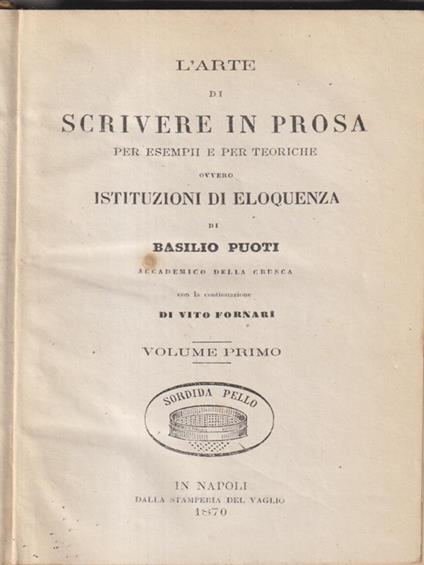 L'ARTE
DI
SCRIVERE IN PROSA
PER ESEMPII E PER TEORICHE
OVVERO
ISTITUZIONI DI ELOQUENZA
DI
BASILIO PUOTI
ACCADEMICO DELLA CRUSCA
con la continuazione
DI VITO FORNARI
VOLUME PRIMO
SORDIDA PELLO
IN NAPOLI
DALLA STAMPERIA DEL VAGLIO
1870